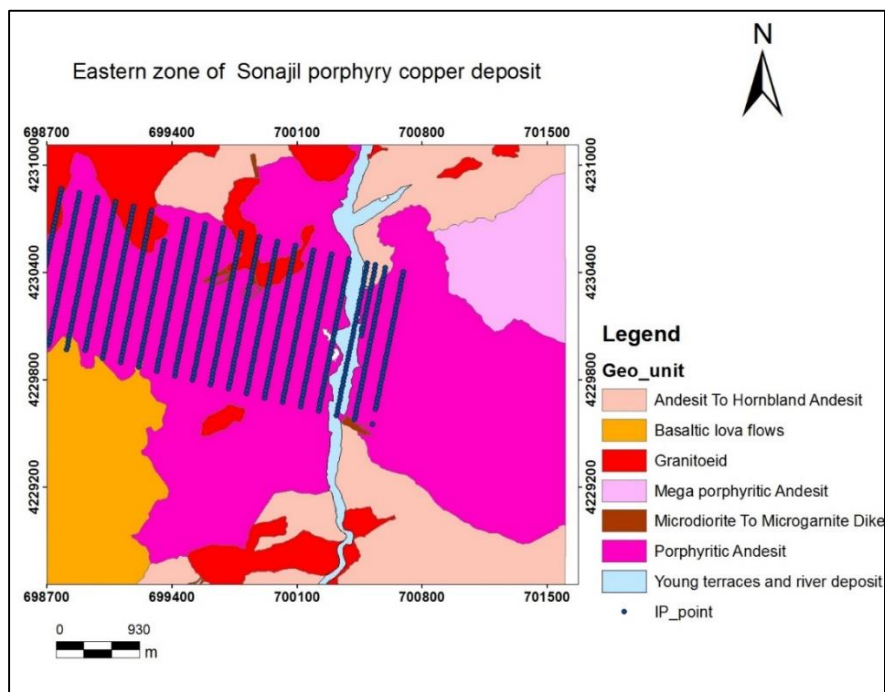 N
Eastern zone of Sonajil porphyry copper deposit
698700 699400 700100 700800 701500
4231000 4231000
4230400 4230400
4229800 4229800
4229200 4229200
698700 699400 700100 700800 701500
0 930
m
Legend
Geo_unit
Andesit To Hornbland Andesit
Basaltic lova flows
Granitoeid
Mega porphyritic Andesit
Microdiorite To Microgarnite Dike
Porphyritic Andesit
Young terraces and river deposit
IP_point